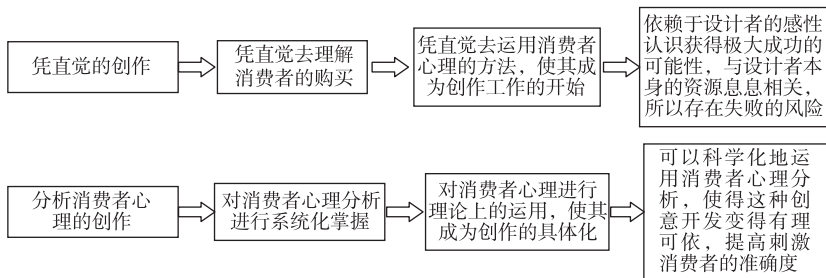 凭直觉的创作
凭直觉去理解
消费者的购买
凭直觉去运用消费者
心理的方法，使其成
为创作工作的开始
依赖于设计者的感性
认识获得极大成功的
可能性，与设计者本
身的资源息息相关，
所以存在失败的风险
分析消费者心
理的创作
对消费者心理分析
进行系统化掌握
对消费者心理进行
理论上的运用，使其
成为创作的具体化
可以科学化地运
用消费者心理分
析，使得这种创
意开发变得有理
可依，提高刺激
消费者的准确度